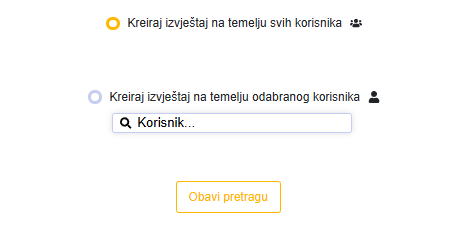 Kreiraj izvještaj na temelju svih korisnika
Kreiraj izvještaj na temelju odabranog korisnika
Korisnik...
Obavi pretragu